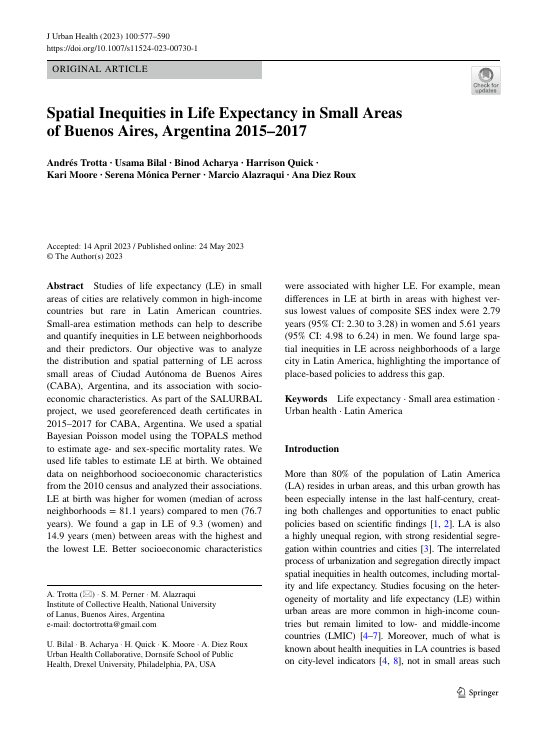 J Urban Health (2023) 100:577–590
https://doi.org/10.1007/s11524-023-00730-1
ORIGINAL ARTICLE
Check for
updates
Spatial Inequities in Life Expectancy in Small Areas
of Buenos Aires, Argentina 2015–2017
Andrés Trotta · Usama Bilal · Binod Acharya · Harrison Quick ·
Kari Moore · Serena Mónica Perner · Marcio Alazraqui · Ana Diez Roux
Accepted: 14 April 2023 / Published online: 24 May 2023
© The Author(s) 2023
Abstract Studies of life expectancy (LE) in small
areas of cities are relatively common in high-income
countries but rare in Latin American countries.
Small-area estimation methods can help to describe
and quantify inequities in LE between neighborhoods
and their predictors. Our objective was to analyze
the distribution and spatial patterning of LE across
small areas of Ciudad Autónoma de Buenos Aires
(CABA), Argentina, and its association with socio-
economic characteristics. As part of the SALURBAL
project, we used georeferenced death certificates in
2015–2017 for CABA, Argentina. We used a spatial
Bayesian Poisson model using the TOPALS method
to estimate age- and sex-specific mortality rates. We
used life tables to estimate LE at birth. We obtained
data on neighborhood socioeconomic characteristics
from the 2010 census and analyzed their associations.
LE at birth was higher for women (median of across
neighborhoods = 81.1 years) compared to men (76.7
years). We found a gap in LE of 9.3 (women) and
14.9 years (men) between areas with the highest and
the lowest LE. Better socioeconomic characteristics
were associated with higher LE. For example, mean
differences in LE at birth in areas with highest ver-
sus lowest values of composite SES index were 2.79
years (95% CI: 2.30 to 3.28) in women and 5.61
years (95% CI: 4.98 to 6.24) in men. We found large spa-
tial inequities in LE across neighborhoods of a large
city in Latin America, highlighting the importance of
place-based policies to address this gap.
Keywords Life expectancy · Small area estimation ·
Urban health · Latin America
Introduction
More than 80% of the population of Latin America
(LA) resides in urban areas, and this urban growth has
been especially intense in the last half-century, creat-
ing both challenges and opportunities to enact public
policies based on scientific findings [1, 2]. LA is also
a highly unequal region, with strong residential segre-
gation within countries and cities [3]. The interrelated
process of urbanization and segregation directly impact
spatial inequities in health outcomes, including mortal-
ity and life expectancy. Studies focusing on the heter-
ogeneity of mortality and life expectancy (LE) within
urban areas are more common in high-income coun-
tries but remain limited to low- and middle-income
countries (LMIC) [4–7]. Moreover, much of what is
known about health inequities in LA countries is based
on city-level indicators [4, 8], not in small areas such
A. Trotta (✉) · S. M. Perner · M. Alazraqui
Institute of Collective Health, National University
of Lanus, Buenos Aires, Argentina
e-mail: doctortrotta@gmail.com
U. Bilal · B. Acharya · H. Quick · K. Moore · A. Diez Roux
Urban Health Collaborative, Dornsife School of Public
Health, Drexel University, Philadelphia, PA, USA
Springer